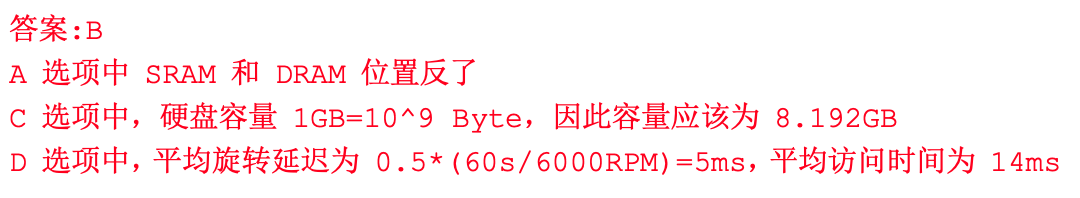 答案:B
A 选项中 SRAM 和 DRAM 位置反了
C 选项中，硬盘容量 1GB=10^9 Byte，因此容量应该为 8.192GB
D 选项中，平均旋转延迟为 0.5*(60s/6000RPM)=5ms，平均访问时间为 14ms